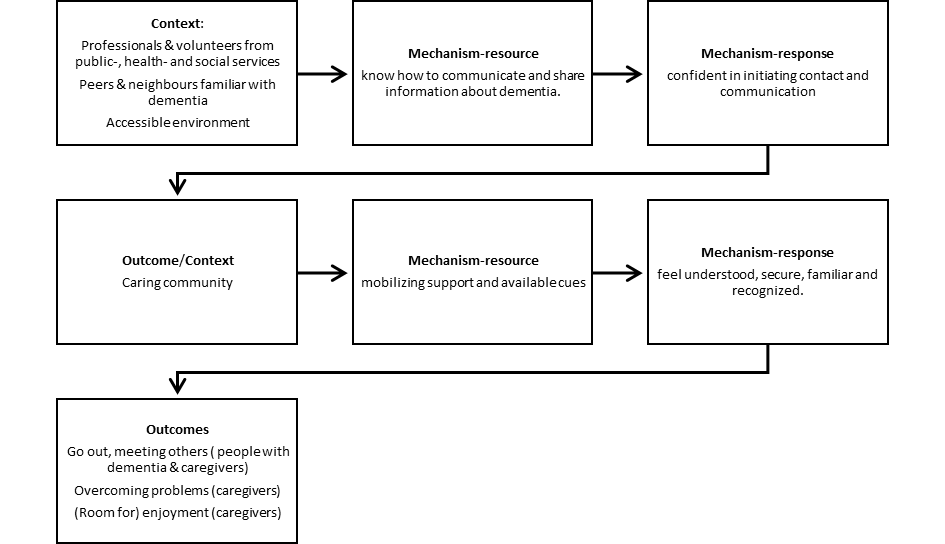 Context:
Professionals & volunteers from
public-, health- and social services
Peers & neighbours familiar with
dementia
Accessible environment
Mechanism-resource
know how to communicate and share
information about dementia.
Mechanism-response
confident in initiating contact and
communication
Outcome/Context
Caring community
Mechanism-resource
mobilizing support and available cues
Mechanism-response
feel understood, secure, familiar and
recognized.
Outcomes
Go out, meeting others ( people with
dementia & caregivers)
Overcoming problems (caregivers)
(Room for) enjoyment (caregivers)